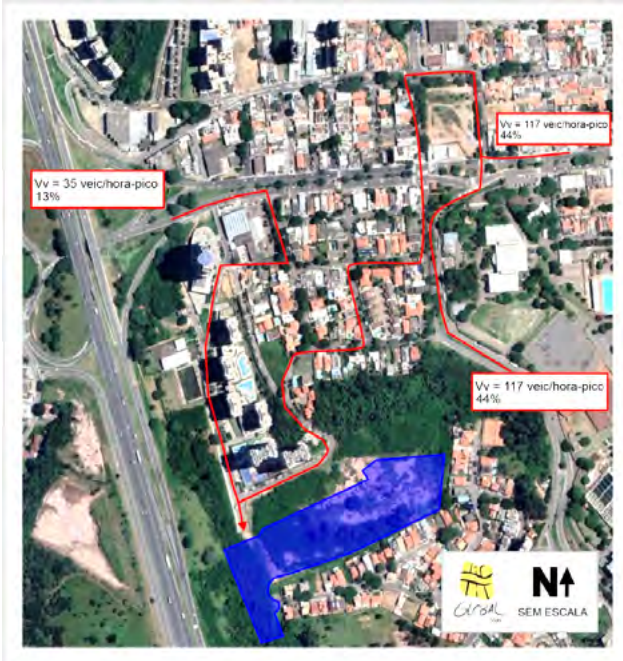 Vv = 117 veic/hora-pico
44%
Vv = 35 veic/hora-pico
13%
Vv = 117 veic/hora-pico
44%
N
SEM ESCALA